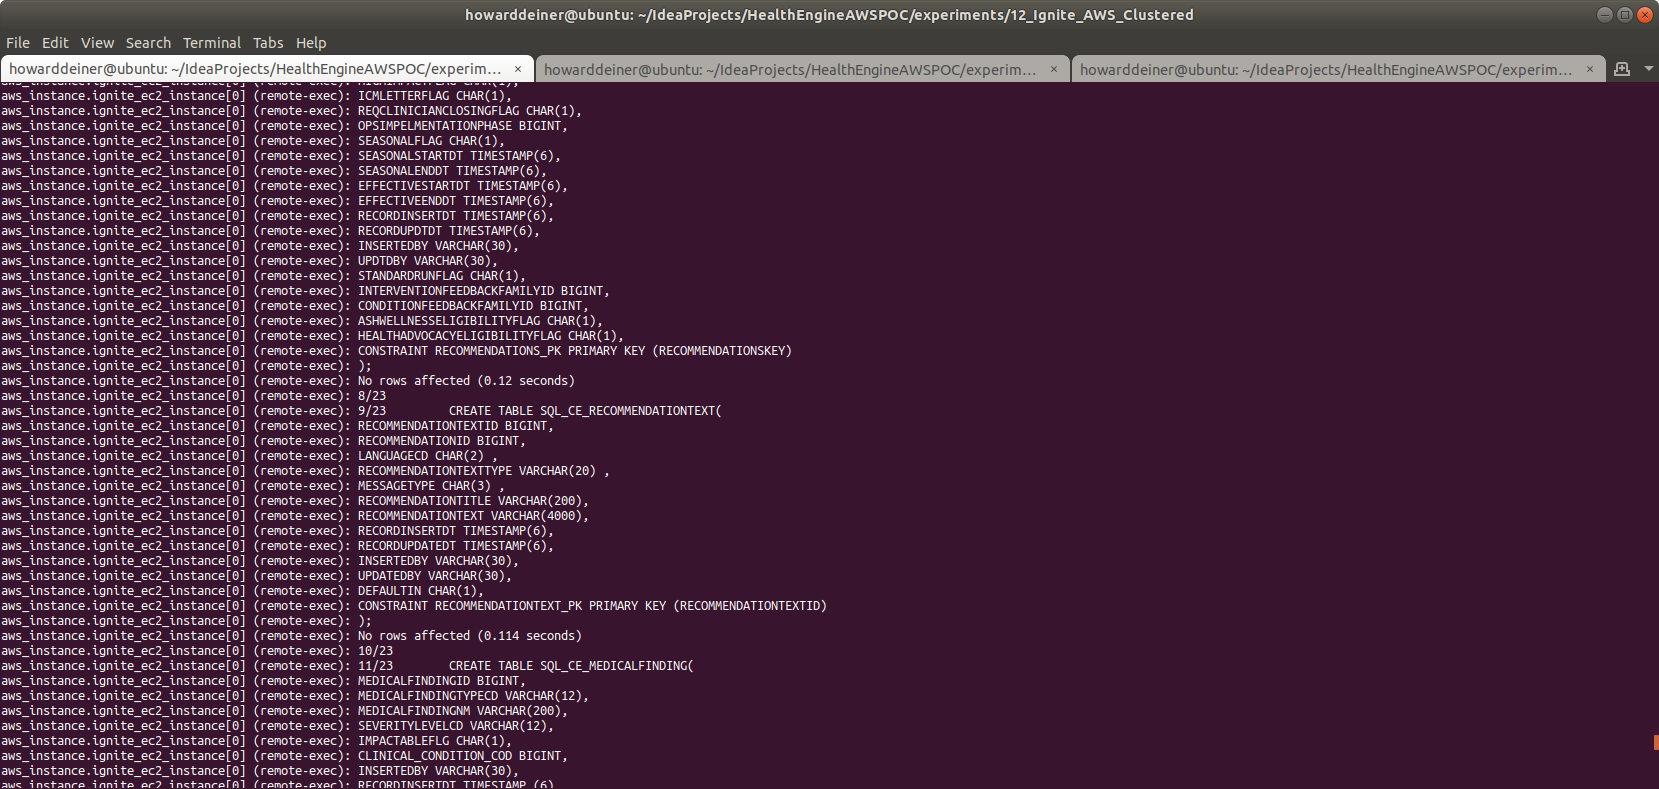 howarddeiner@ubuntu: ~/IdeaProjects/HealthEngineAWSPOC/experiments/12_Ignite_AWS_Clustered
File Edit View Search Terminal Tabs Help
howarddeiner@ubuntu: ~/IdeaProjects/HealthEngineAWSPOC/experim... × howarddeiner@ubuntu: ~/IdeaProjects/HealthEngineAWSPOC/experim... × howarddeiner@ubuntu: ~/IdeaProjects/HealthEngineAWSPOC/experim... ×
aws_instance.ignite_ec2_instance[0] (remote-exec): ICMLETTERFLAG CHAR(1),
aws_instance.ignite_ec2_instance[0] (remote-exec): REQCLINICIANCLOSINGFLAG CHAR(1),
aws_instance.ignite_ec2_instance[0] (remote-exec): OPSIMPELMENTATIONPHASE BIGINT,
aws_instance.ignite_ec2_instance[0] (remote-exec): SEASONALFLAG CHAR(1),
aws_instance.ignite_ec2_instance[0] (remote-exec): SEASONALSTARTDT TIMESTAMP(6),
aws_instance.ignite_ec2_instance[0] (remote-exec): SEASONALENDDT TIMESTAMP(6),
aws_instance.ignite_ec2_instance[0] (remote-exec): EFFECTIVESTARTDT TIMESTAMP(6),
aws_instance.ignite_ec2_instance[0] (remote-exec): EFFECTIVEENDDT TIMESTAMP(6),
aws_instance.ignite_ec2_instance[0] (remote-exec): RECORDINSERTDT TIMESTAMP(6),
aws_instance.ignite_ec2_instance[0] (remote-exec): RECORDUPDTDT TIMESTAMP(6),
aws_instance.ignite_ec2_instance[0] (remote-exec): INSERTEDBY VARCHAR(30),
aws_instance.ignite_ec2_instance[0] (remote-exec): UPDTDBY VARCHAR(30),
aws_instance.ignite_ec2_instance[0] (remote-exec): STANDARDRUNFLAG CHAR(1),
aws_instance.ignite_ec2_instance[0] (remote-exec): INTERVENTIONFEEDBACKFAMILYID BIGINT,
aws_instance.ignite_ec2_instance[0] (remote-exec): CONDITIONFEEDBACKFAMILYID BIGINT,
aws_instance.ignite_ec2_instance[0] (remote-exec): ASHWELLNESSELIGIBILITYFLAG CHAR(1),
aws_instance.ignite_ec2_instance[0] (remote-exec): HEALTHADVOCACYELIGIBILITYFLAG CHAR(1),
aws_instance.ignite_ec2_instance[0] (remote-exec): CONSTRAINT RECOMMENDATIONS_PK PRIMARY KEY (RECOMMENDATIONSKEY)
aws_instance.ignite_ec2_instance[0] (remote-exec): );
aws_instance.ignite_ec2_instance[0] (remote-exec): No rows affected (0.12 seconds)
aws_instance.ignite_ec2_instance[0] (remote-exec): 8/23
aws_instance.ignite_ec2_instance[0] (remote-exec): 9/23 CREATE TABLE SQL_CE_RECOMMENDATIONTEXT(
aws_instance.ignite_ec2_instance[0] (remote-exec): RECOMMENDATIONTEXTID BIGINT,
aws_instance.ignite_ec2_instance[0] (remote-exec): RECOMMENDATIONID BIGINT,
aws_instance.ignite_ec2_instance[0] (remote-exec): LANGUAGECD CHAR(2) ,
aws_instance.ignite_ec2_instance[0] (remote-exec): RECOMMENDATIONTEXTTYPE VARCHAR(20) ,
aws_instance.ignite_ec2_instance[0] (remote-exec): MESSAGETYPE CHAR(3) ,
aws_instance.ignite_ec2_instance[0] (remote-exec): RECOMMENDATIONTITLE VARCHAR(200),
aws_instance.ignite_ec2_instance[0] (remote-exec): RECOMMENDATIONTEXT VARCHAR(4000),
aws_instance.ignite_ec2_instance[0] (remote-exec): RECORDINSERTDT TIMESTAMP(6),
aws_instance.ignite_ec2_instance[0] (remote-exec): RECORDUPDATEDT TIMESTAMP(6),
aws_instance.ignite_ec2_instance[0] (remote-exec): INSERTEDBY VARCHAR(30),
aws_instance.ignite_ec2_instance[0] (remote-exec): UPDATEDBY VARCHAR(30),
aws_instance.ignite_ec2_instance[0] (remote-exec): DEFAULTIN CHAR(1),
aws_instance.ignite_ec2_instance[0] (remote-exec): CONSTRAINT RECOMMENDATIONTEXT_PK PRIMARY KEY (RECOMMENDATIONTEXTID)
aws_instance.ignite_ec2_instance[0] (remote-exec): );
aws_instance.ignite_ec2_instance[0] (remote-exec): No rows affected (0.114 seconds)
aws_instance.ignite_ec2_instance[0] (remote-exec): 10/23
aws_instance.ignite_ec2_instance[0] (remote-exec): 11/23 CREATE TABLE SQL_CE_MEDICALFINDING(
aws_instance.ignite_ec2_instance[0] (remote-exec): MEDICALFINDINGID BIGINT,
aws_instance.ignite_ec2_instance[0] (remote-exec): MEDICALFINDINGTYPECD VARCHAR(12),
aws_instance.ignite_ec2_instance[0] (remote-exec): MEDICALFINDINGNM VARCHAR(200),
aws_instance.ignite_ec2_instance[0] (remote-exec): SEVERITYLEVELCD VARCHAR(12),
aws_instance.ignite_ec2_instance[0] (remote-exec): IMPACTABLEFLG CHAR(1),
aws_instance.ignite_ec2_instance[0] (remote-exec): CLINICAL_CONDITION_COD BIGINT,
aws_instance.ignite_ec2_instance[0] (remote-exec): INSERTEDBY VARCHAR(30),
aws_instance.ignite_ec2_instance[0] (remote-exec): RECORDINSERTDT TIMESTAMP (6)